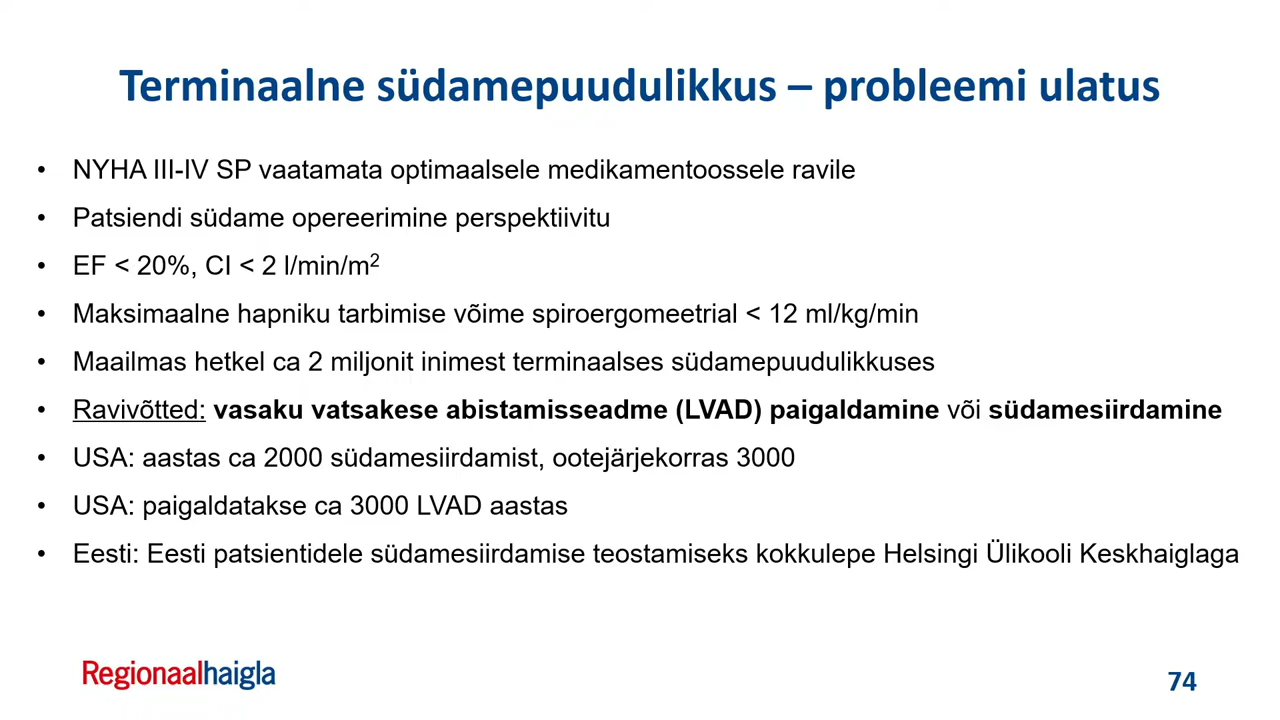 Terminaalne südamepuudulikkus – probleemi ulatus
• NYHA III-IV SP vaatamata optimaalsele medikamentoossele ravile
• Patsiendi südame opereerimine perspektiivitu
• EF < 20%, CI < 2 l/min/m²
• Maksimaalne hapniku tarbimise võime spiroergomeetrial < 12 ml/kg/min
• Maailmas hetkel ca 2 miljonit inimest terminaalses südamepuudulikkuses
• Ravivõtted: vasaku vatsakese abistamisseadme (LVAD) paigaldamine või südamesiirdamine
• USA: aastas ca 2000 südamesiirdamist, ootejärjekorras 3000
• USA: paigaldatakse ca 3000 LVAD aastas
• Eesti: Eesti patsientidele südamesiirdamise teostamiseks kokkulepe Helsingi Ülikooli Keskhaiglaga
Regionaalhaigla
74